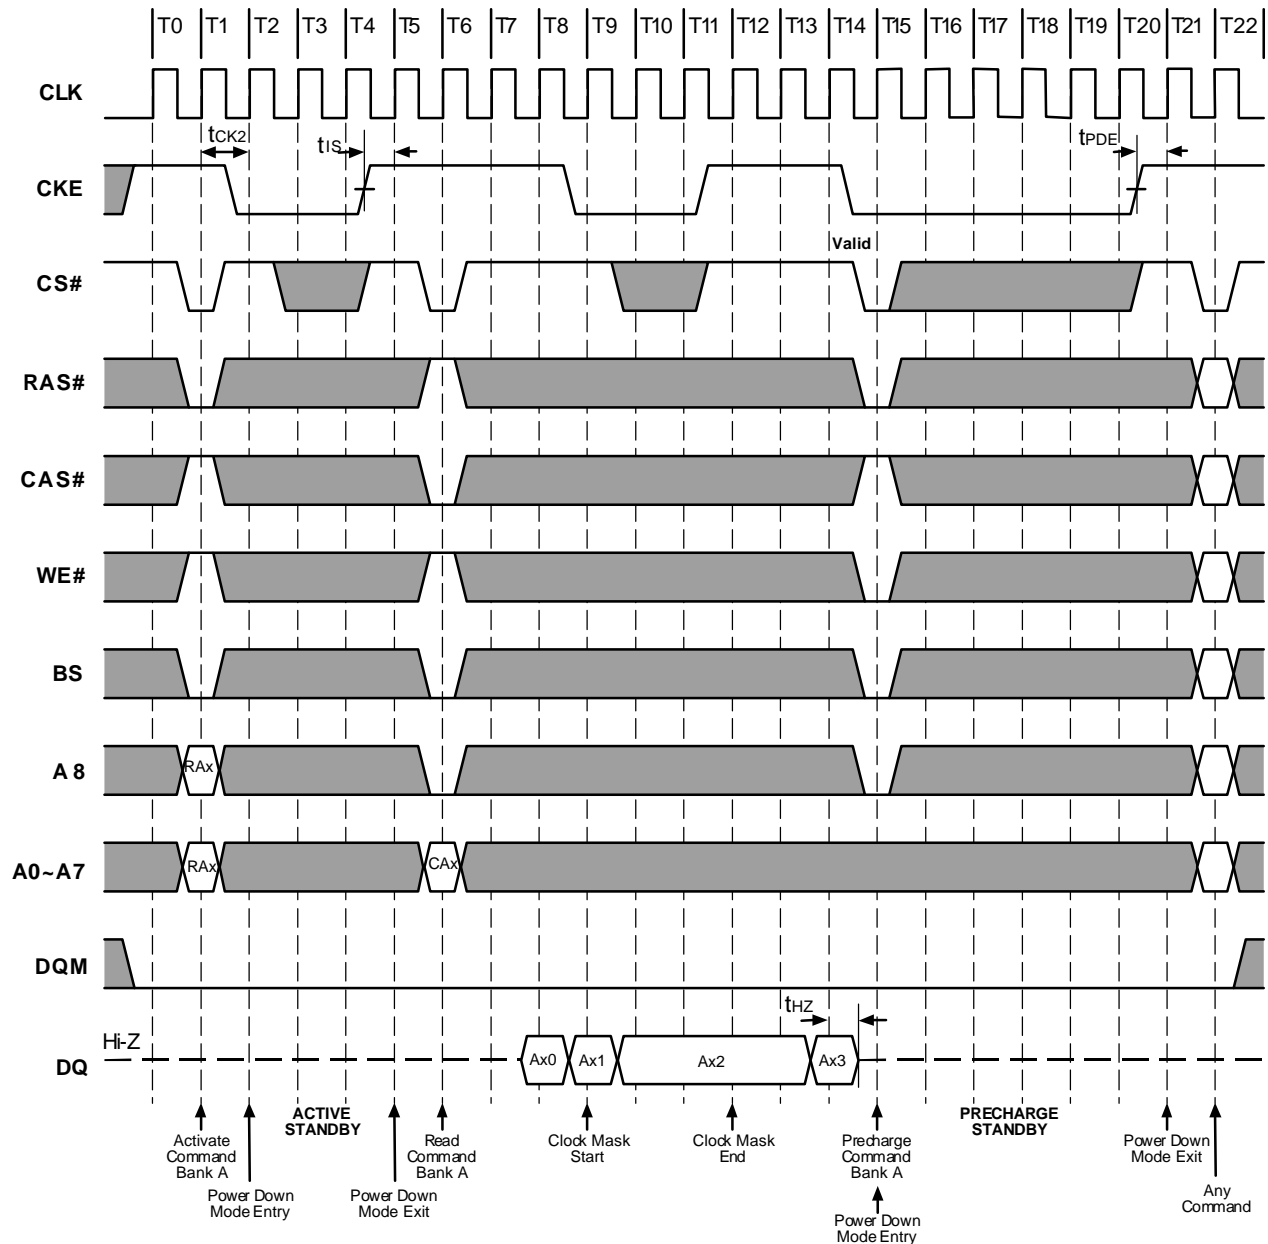 T0 T1 T2 T3 T4 T5 T6 T7 T8 T9 T10 T11 T12 T13 T14 T15 T16 T17 T18 T19 T20 T21 T22
CLK
tCK2
tIS
tPDE
CKE
Valid
CS#
RAS#
CAS#
WE#
BS
A8
RAx
A0~A7
RAx
CAx
DQM
tHZ
Hi-Z
DQ
Ax0
Ax1
Ax2
Ax3
ACTIVE
STANDBY
PRECHARGE
STANDBY
Activate
Command
Bank A
Power Down
Mode Entry
Power Down
Mode Exit
Read
Command
Bank A
Clock Mask
Start
Clock Mask
End
Precharge
Command
Bank A
Power Down
Mode Entry
Power Down
Mode Exit
Any
Command